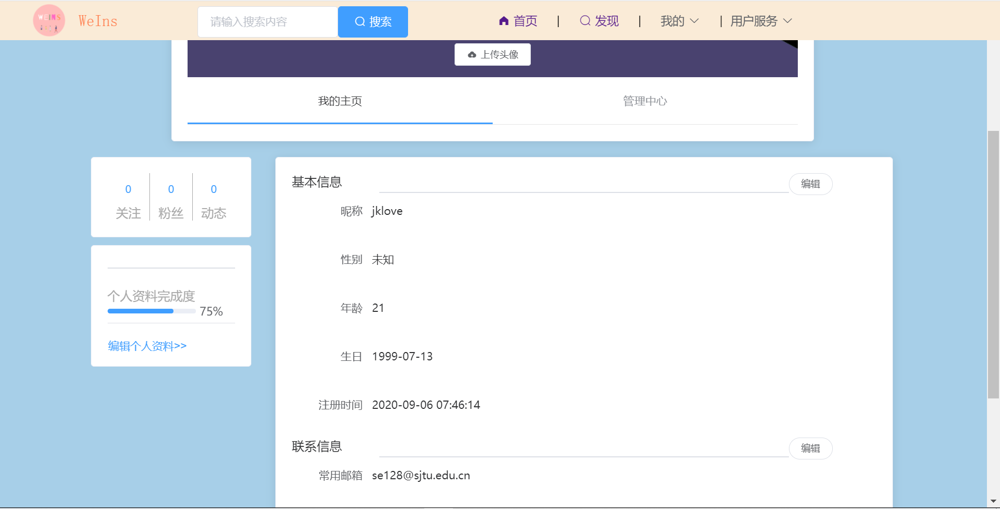 WEINS
WeIns
请输入搜索内容
搜索
首页 | 发现 | 我的 | 用户服务
上传头像
我的主页
管理中心
0 0 0
关注 粉丝 动态
个人资料完成度
75%
编辑个人资料>>
基本信息
编辑
昵称 jklove
性别 未知
年龄 21
生日 1999-07-13
注册时间 2020-09-06 07:46:14
联系信息
编辑
常用邮箱 se128@sjtu.edu.cn